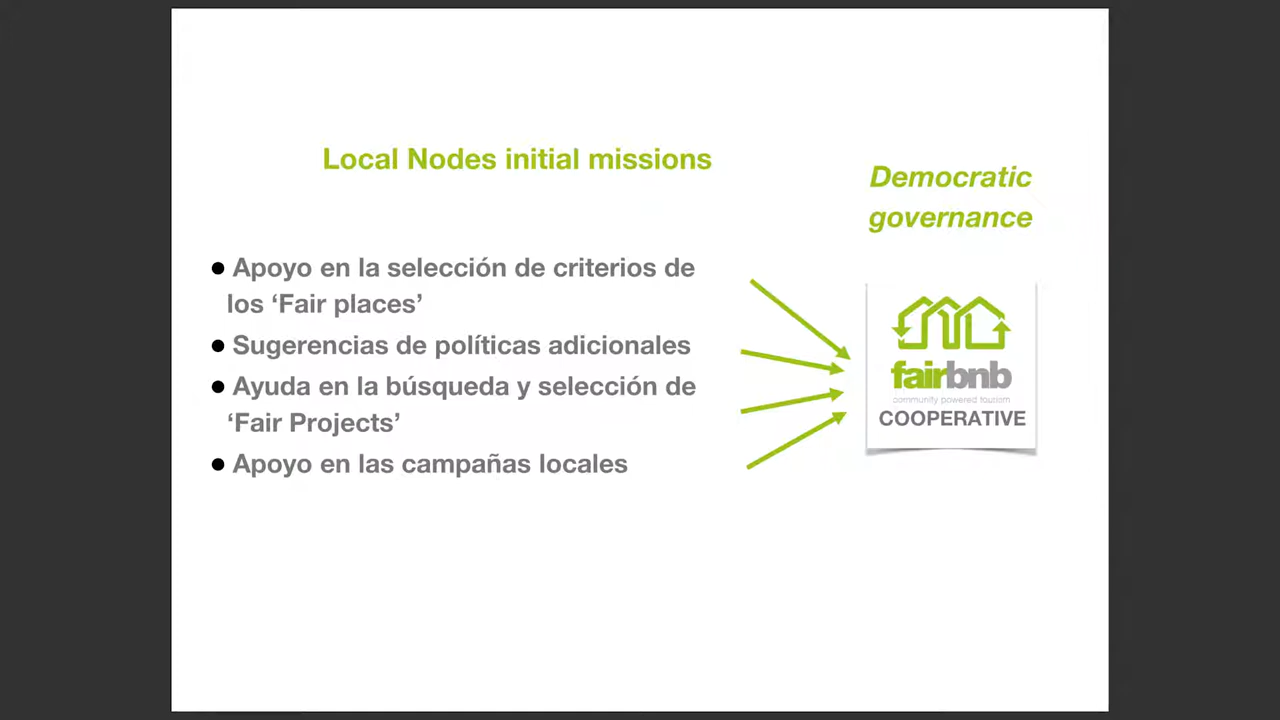 Local Nodes initial missions
Democratic
governance
● Apoyo en la selección de criterios de
los ‘Fair places’
● Sugerencias de políticas adicionales
● Ayuda en la búsqueda y selección de
‘Fair Projects’
● Apoyo en las campañas locales
fairbnb
community powered tourism
COOPERATIVE